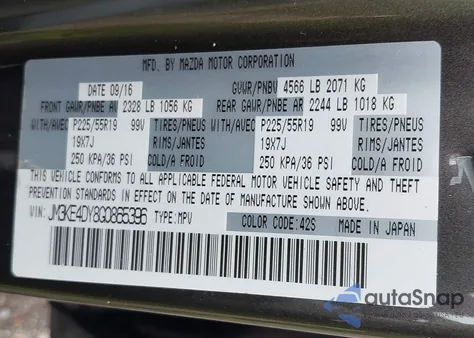 MFD. BY MAZDA MOTOR CORPORATION
DATE 09/16 GVWR/PNBV 4566 LB 2071 KG
FRONT GAWR/PNBE AV 2328 LB 1056 KG REAR GAWR/PNBE AR 2244 LB 1018 KG
WITH/AVEC P225/55R19 99V TIRES/PNEUS WITH/AVEC P225/55R19 99V TIRES/PNEUS
19X7J RIMS/JANTES 19X7J RIMS/JANTES
250 KPA/36 PSI COLD/A FROID 250 KPA/36 PSI COLD/A FROID
THIS VEHICLE CONFORMS TO ALL APPLICABLE FEDERAL MOTOR VEHICLE SAFETY AND THEFT
PREVENTION STANDARDS IN EFFECT ON THE DATE OF MANUFACTURE SHOWN ABOVE.
VIN: JM3KE4DY8G0865396 TYPE: MPV COLOR CODE: 42S MADE IN JAPAN
autoSnap